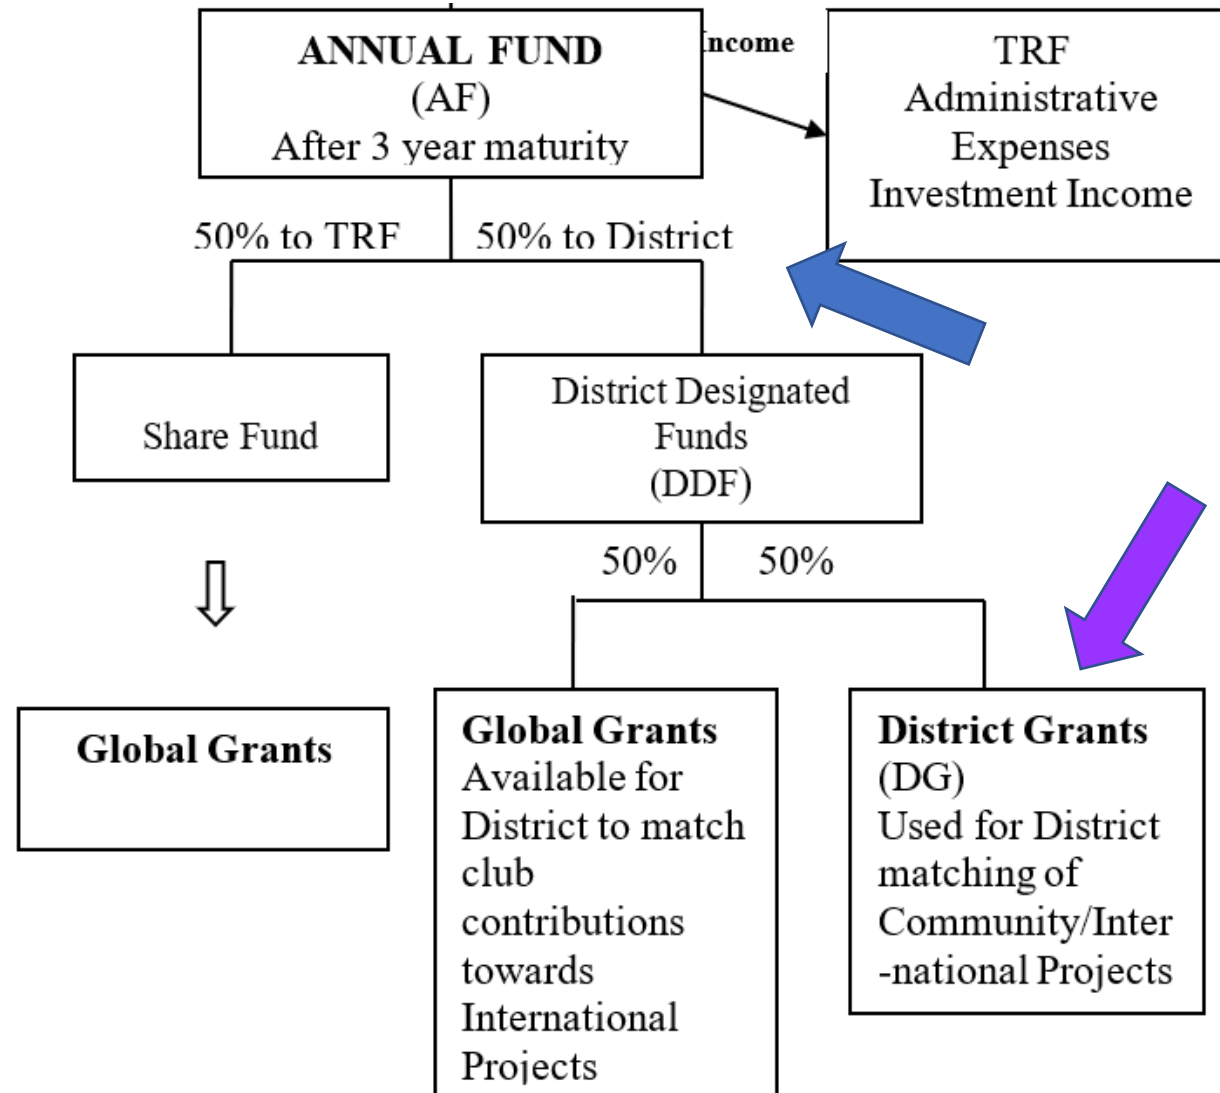 ANNUAL FUND
(AF)
After 3 year maturity
Income
TRF
Administrative
Expenses
Investment Income
50% to TRF
50% to District
Share Fund
District Designated
Funds
(DDF)
50%
50%
Global Grants
Global Grants
Available for
District to match
club
contributions
towards
International
Projects
District Grants
(DG)
Used for District
matching of
Community/Inter
-national Projects